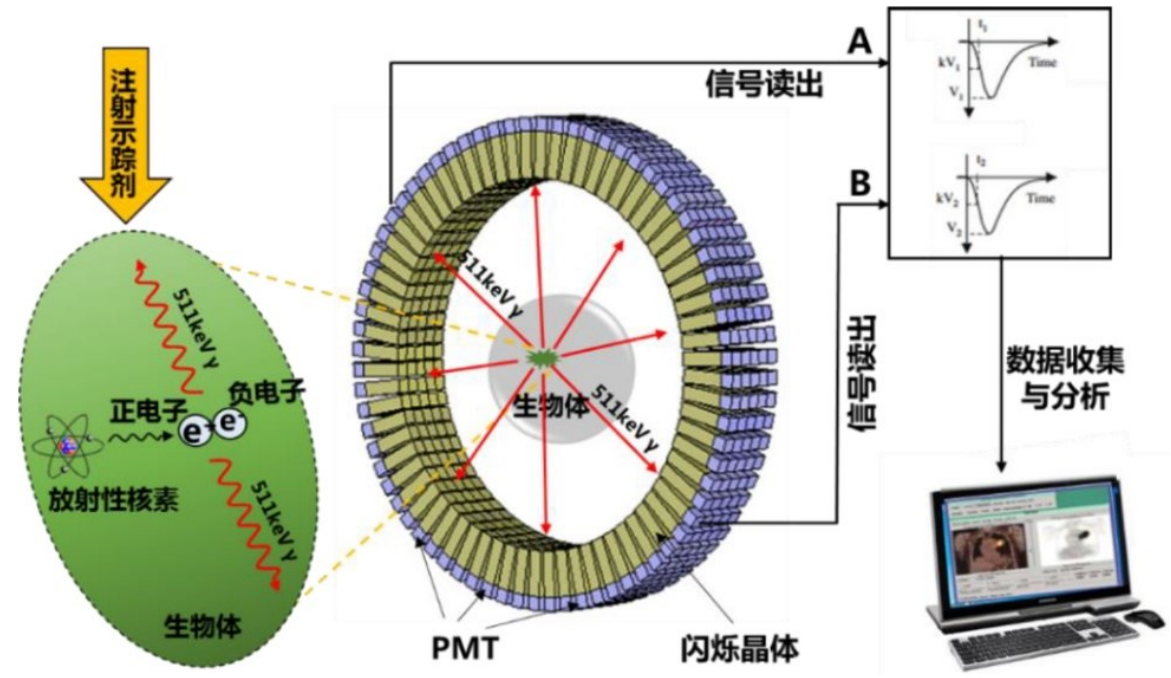 注射示踪剂
511keV γ
正电子
负电子
e⁺
e⁻
放射性核素
511keV γ
生物体
511keV γ
生物体
511keV γ
PMT
闪烁晶体
A
信号读出
B
信号读出
t₁
kV₁
V₁
Time
t₂
kV₂
V₂
Time
数据收集
与分析